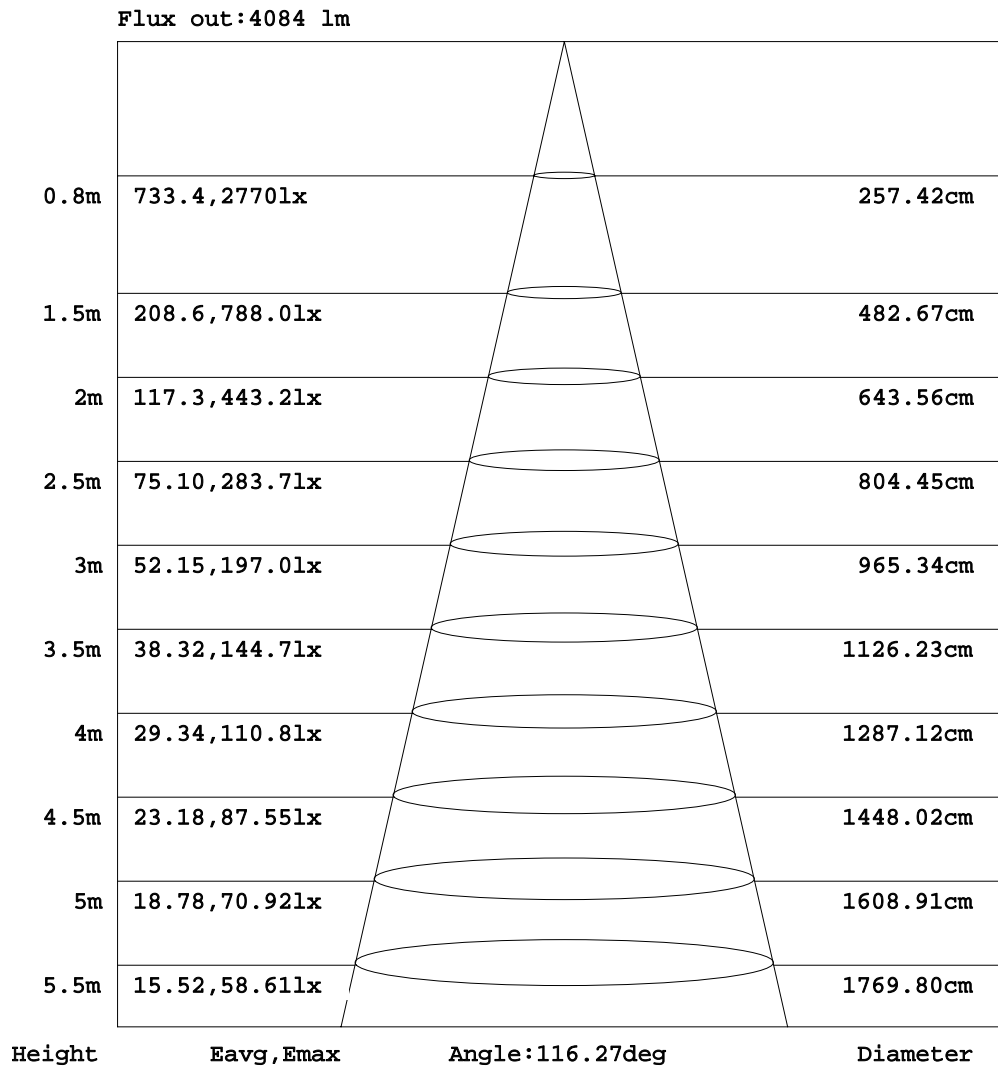 Flux out:4084 lm
0.8m 733.4,2770lx 257.42cm
1.5m 208.6,788.0lx 482.67cm
2m 117.3,443.2lx 643.56cm
2.5m 75.10,283.7lx 804.45cm
3m 52.15,197.0lx 965.34cm
3.5m 38.32,144.7lx 1126.23cm
4m 29.34,110.8lx 1287.12cm
4.5m 23.18,87.55lx 1448.02cm
5m 18.78,70.92lx 1608.91cm
5.5m 15.52,58.61lx 1769.80cm
Height Eavg,Emax Angle:116.27deg Diameter